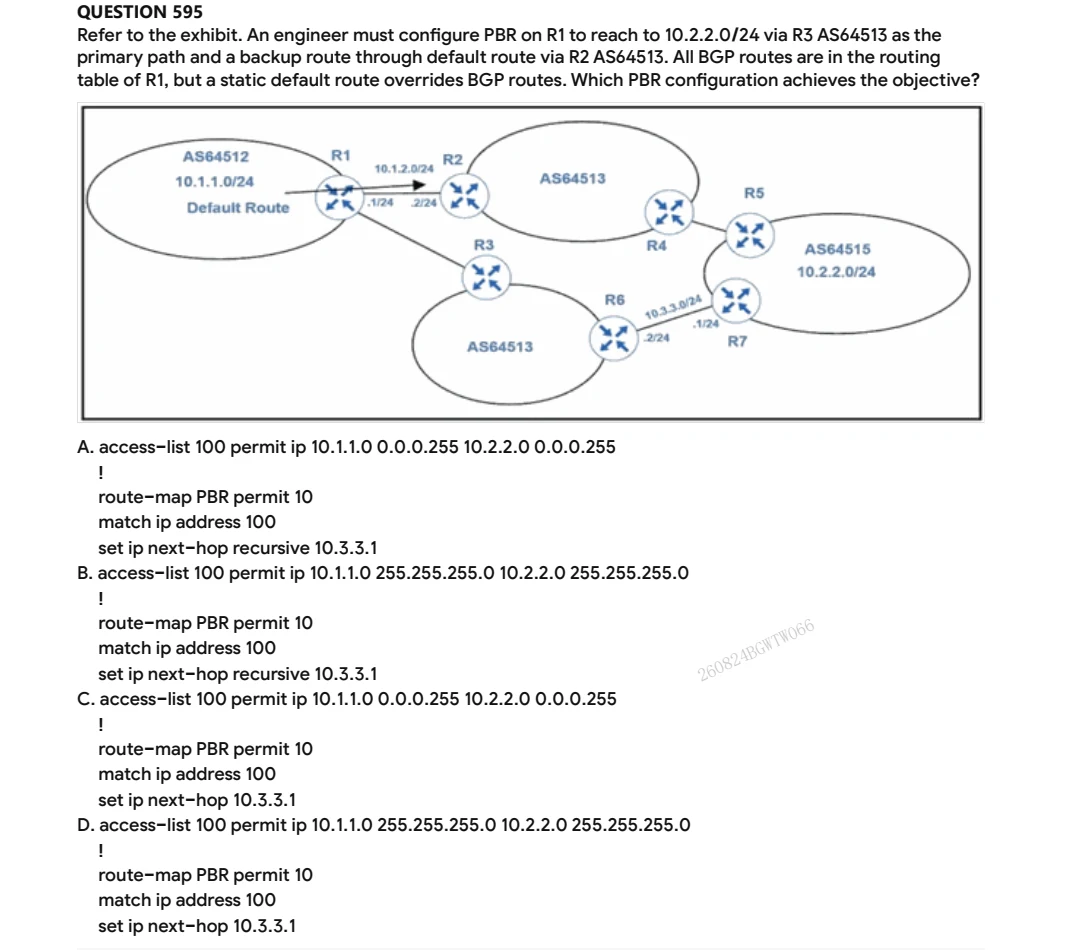 QUESTION 595
Refer to the exhibit. An engineer must configure PBR on R1 to reach to 10.2.2.0/24 via R3 AS64513 as the
primary path and a backup route through default route via R2 AS64513. All BGP routes are in the routing
table of R1, but a static default route overrides BGP routes. Which PBR configuration achieves the objective?
AS64512
10.1.1.0/24
Default Route
R1
10.1.2.0/24
.1/24
.2/24
R2
AS64513
R4
R5
AS64515
10.2.2.0/24
R3
AS64513
R6
10.3.3.0/24
.2/24
.1/24
R7
A. access-list 100 permit ip 10.1.1.0 0.0.0.255 10.2.2.0 0.0.0.255
!
route-map PBR permit 10
match ip address 100
set ip next-hop recursive 10.3.3.1
B. access-list 100 permit ip 10.1.1.0 255.255.255.0 10.2.2.0 255.255.255.0
!
route-map PBR permit 10
match ip address 100
set ip next-hop recursive 10.3.3.1
C. access-list 100 permit ip 10.1.1.0 0.0.0.255 10.2.2.0 0.0.0.255
!
route-map PBR permit 10
match ip address 100
set ip next-hop 10.3.3.1
D. access-list 100 permit ip 10.1.1.0 255.255.255.0 10.2.2.0 255.255.255.0
!
route-map PBR permit 10
match ip address 100
set ip next-hop 10.3.3.1
260824BGWTW066